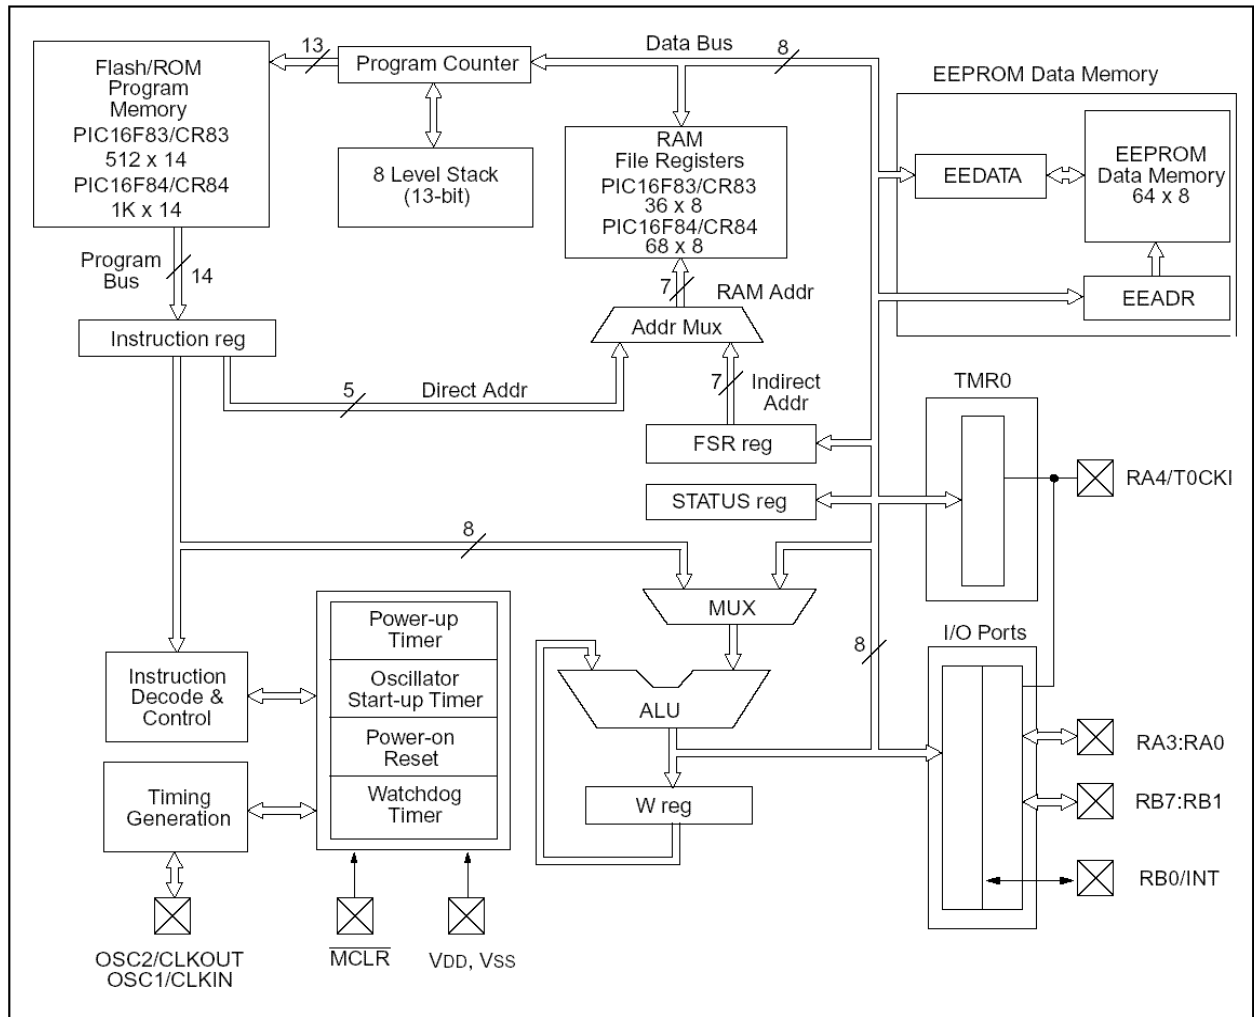 13
Program Counter
Data Bus
8
Flash/ROM
Program
Memory
PIC16F83/CR83
512 x 14
PIC16F84/CR84
1K x 14
8 Level Stack
(13-bit)
RAM
File Registers
PIC16F83/CR83
36 x 8
PIC16F84/CR84
68 x 8
EEPROM Data Memory
EEDATA
EEPROM
Data Memory
64 x 8
EEADR
Program
Bus
14
7
RAM Addr
Addr Mux
Instruction reg
5
Direct Addr
7
Indirect
Addr
FSR reg
STATUS reg
TMR0
RA4/T0CKI
8
MUX
8
I/O Ports
Power-up
Timer
Oscillator
Start-up Timer
Power-on
Reset
Watchdog
Timer
Instruction
Decode &
Control
Timing
Generation
ALU
W reg
RA3:RA0
RB7:RB1
RB0/INT
OSC2/CLKOUT
OSC1/CLKIN
MCLR
VDD, VSS